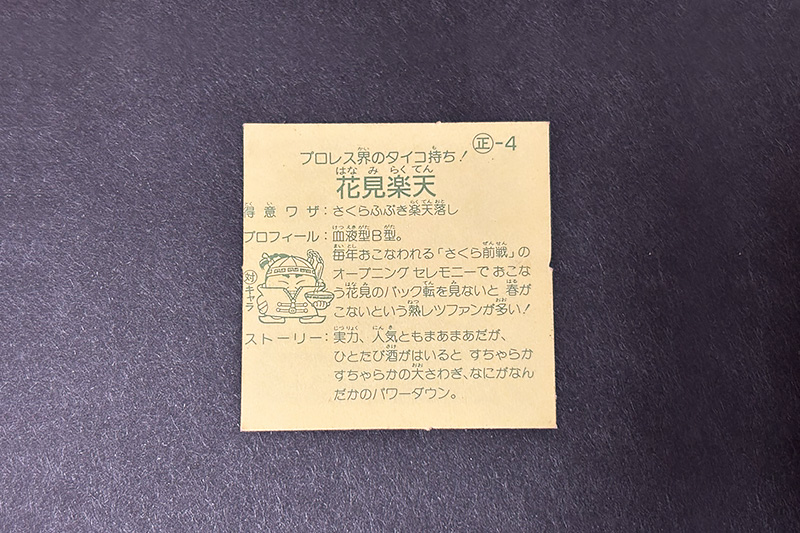 ㊣-4
プロレス界のタイコ持ち!
花見楽天
得意ワザ:さくらふぶき楽天落し
プロフィール:血液型B型。
毎年おこなわれる「さくら前戦」の
オープニングセレモニーでおこな
う花見のバック転を見ないと春が
こないという熱レツファンが多い!
対キャラ
ストーリー:実力、人気ともまあまあだが、
ひとたび酒がはいると すちゃらか
すちゃらかの大さわぎ、なにがなん
だかのパワーダウン。